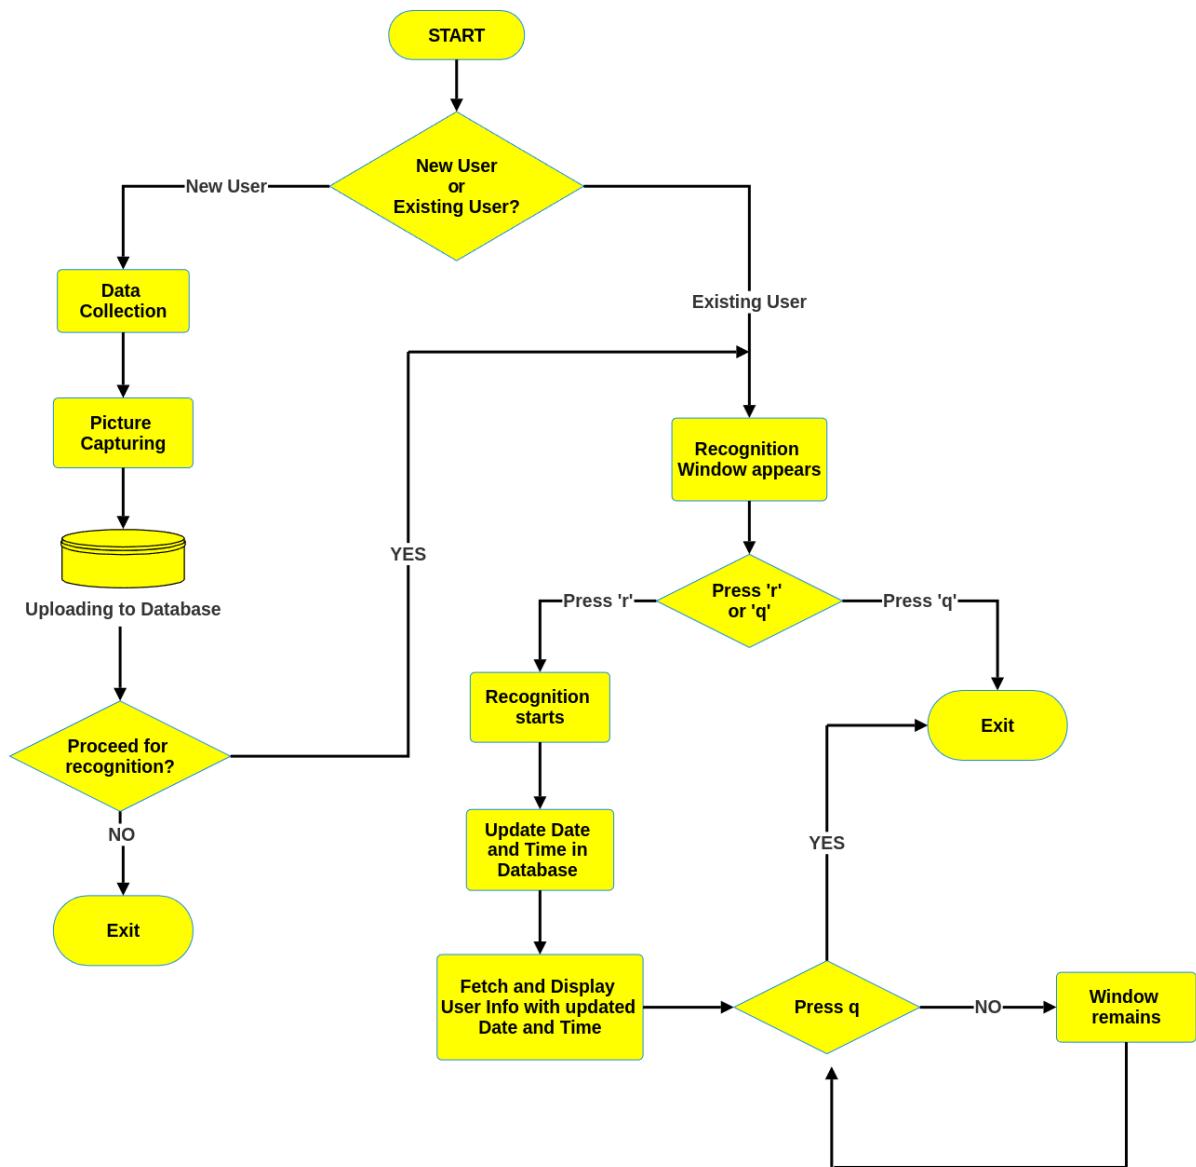 START
New User
or
Existing User?
New User
Existing User
Data
Collection
Picture
Capturing
Uploading to Database
Proceed for
recognition?
YES
NO
Exit
Recognition
Window appears
Press 'r'
or 'q'
Press 'r'
Press 'q'
Recognition
starts
Exit
Update Date
and Time in
Database
Fetch and Display
User Info with updated
Date and Time
Press q
YES
NO
Window
remains